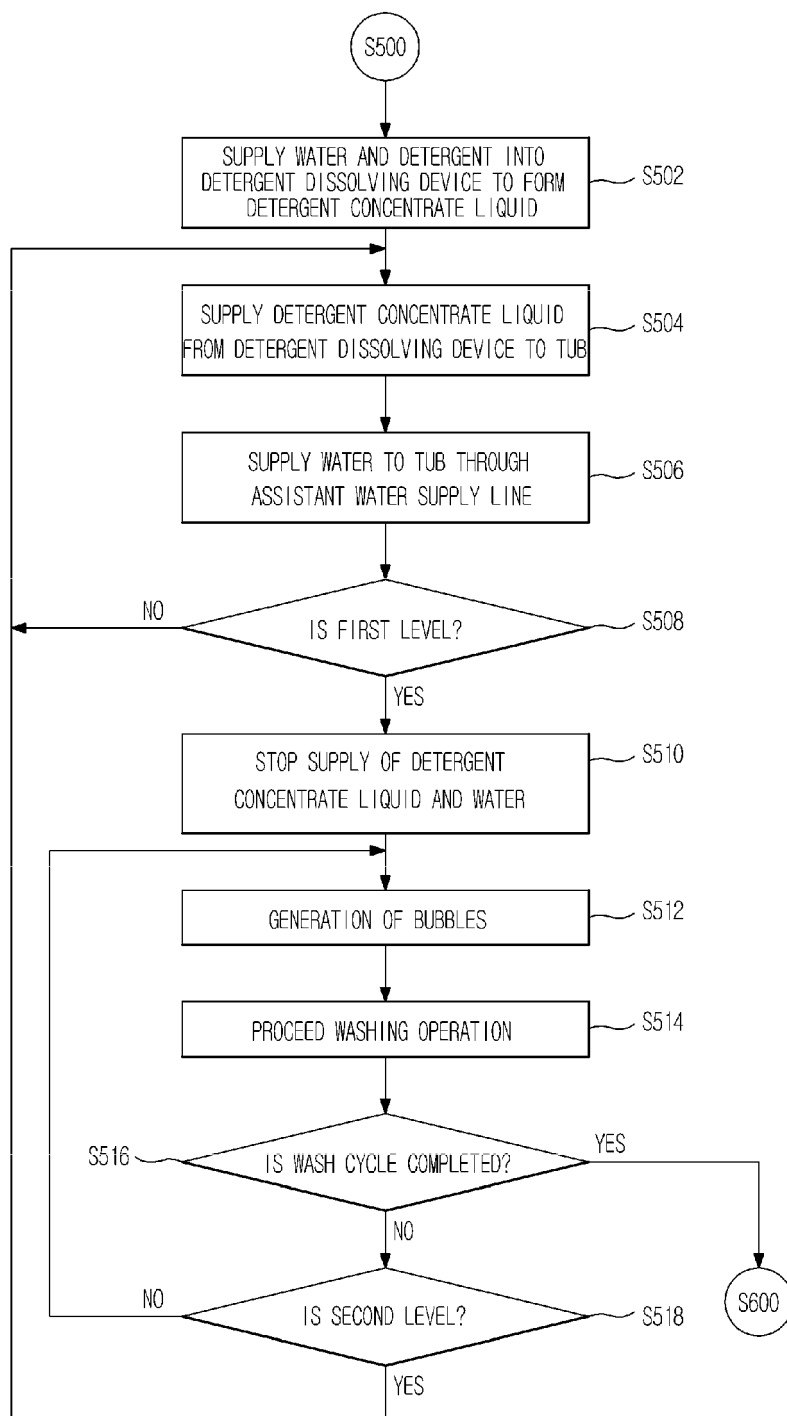 S500
SUPPLY WATER AND DETERGENT INTO
DETERGENT DISSOLVING DEVICE TO FORM
DETERGENT CONCENTRATE LIQUID
S502
SUPPLY DETERGENT CONCENTRATE LIQUID
FROM DETERGENT DISSOLVING DEVICE TO TUB
S504
SUPPLY WATER TO TUB THROUGH
ASSISTANT WATER SUPPLY LINE
S506
NO
IS FIRST LEVEL?
S508
YES
STOP SUPPLY OF DETERGENT
CONCENTRATE LIQUID AND WATER
S510
GENERATION OF BUBBLES
S512
PROCEED WASHING OPERATION
S514
S516
IS WASH CYCLE COMPLETED?
YES
NO
S600
NO
IS SECOND LEVEL?
S518
YES